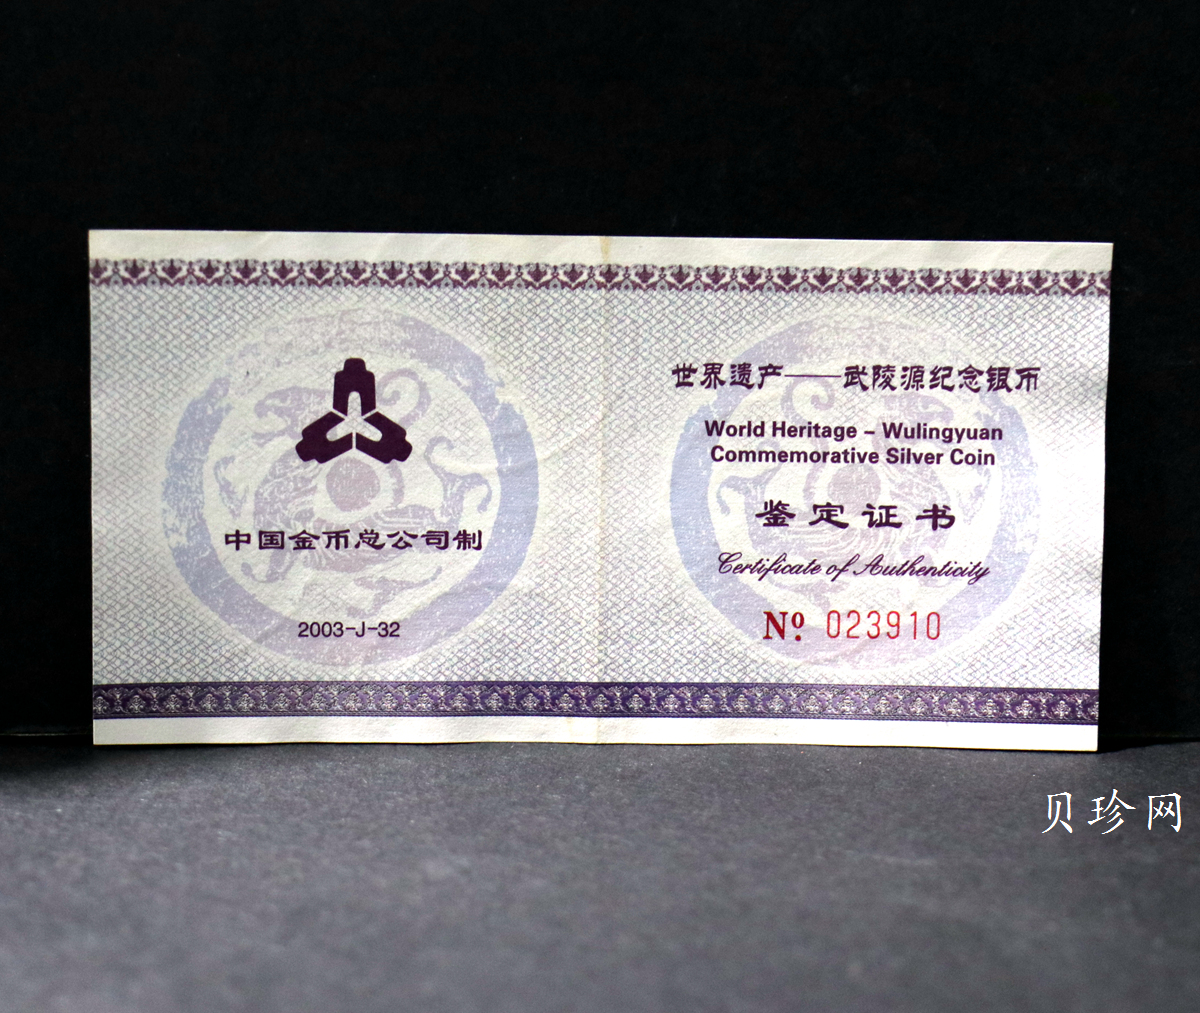 中国金币总公司制
2003-J-32
世界遗产——武陵源纪念银币
World Heritage – Wulingyuan
Commemorative Silver Coin
鉴定证书
Certificate of Authenticity
Nº. 023910
贝珍网